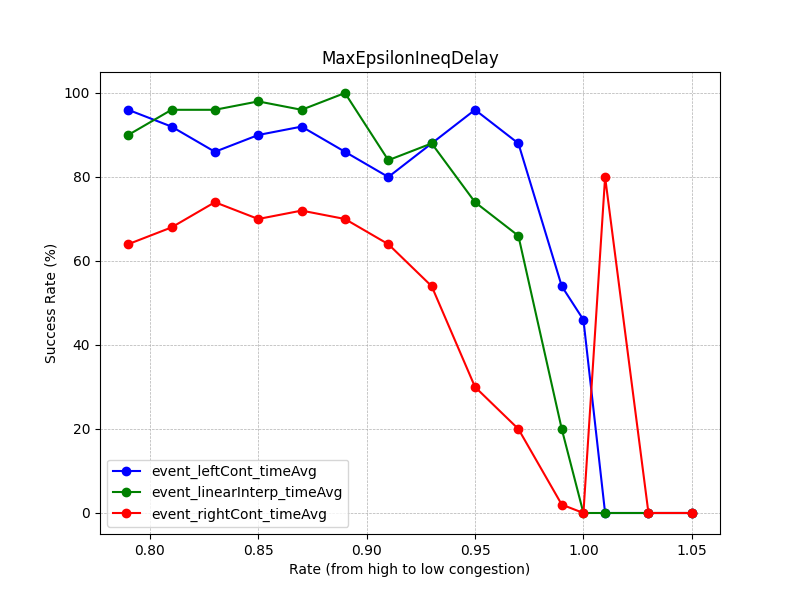 MaxEpsilonIneqDelay
Success Rate (%)
100
80
60
40
20
0
event_leftCont_timeAvg
event_linearInterp_timeAvg
event_rightCont_timeAvg
0.80 0.85 0.90 0.95 1.00 1.05
Rate (from high to low congestion)